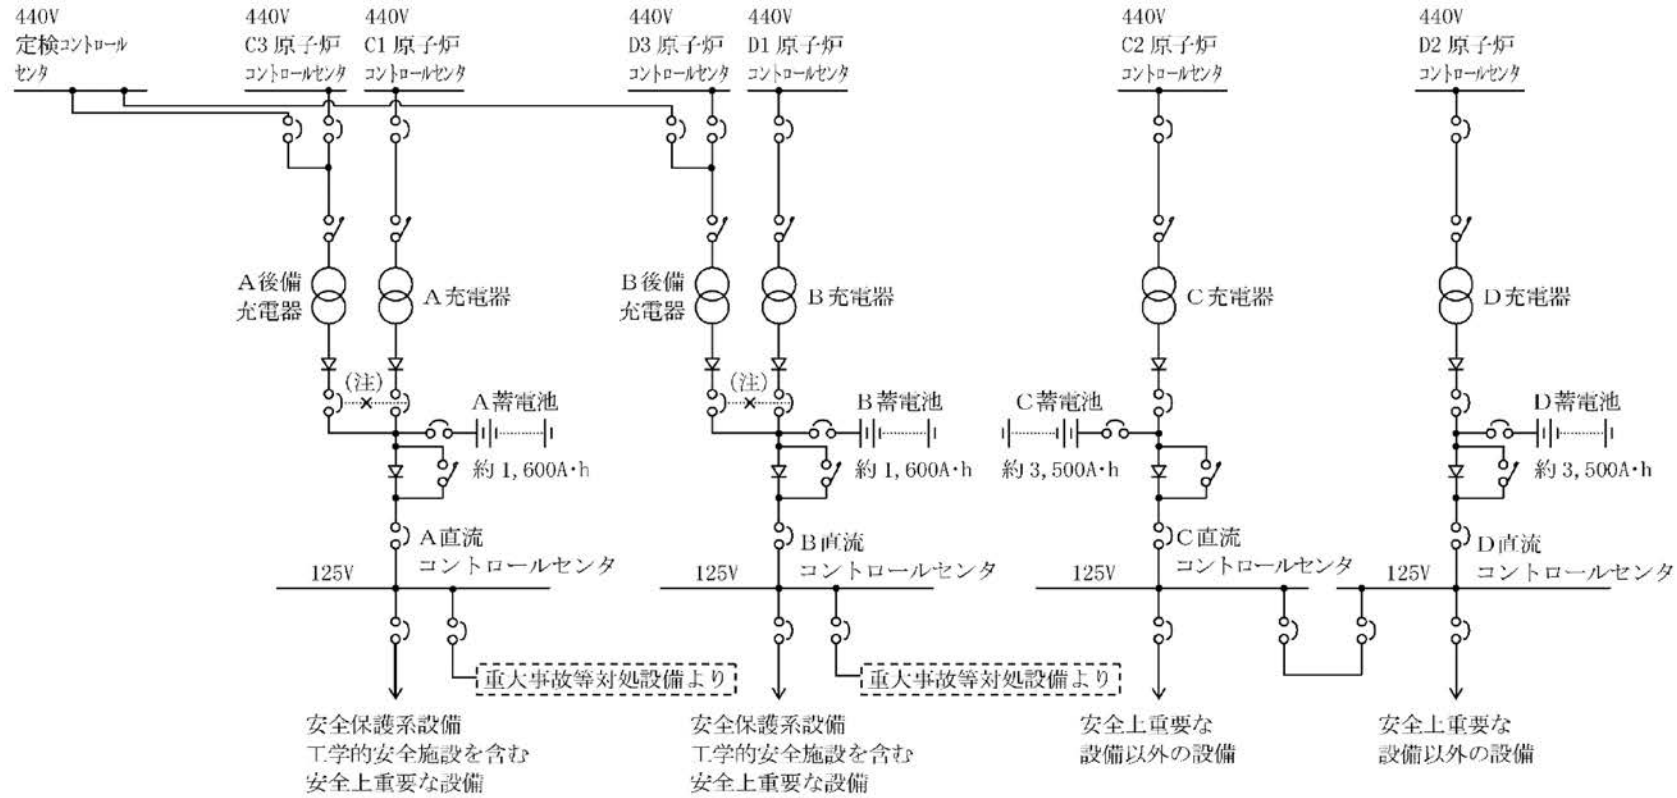 440V
定検コントロール
センタ
440V
C3 原子炉
コントロールセンタ
440V
C1 原子炉
コントロールセンタ
440V
D3 原子炉
コントロールセンタ
440V
D1 原子炉
コントロールセンタ
440V
C2 原子炉
コントロールセンタ
440V
D2 原子炉
コントロールセンタ
A後備
充電器
A充電器
B後備
充電器
B充電器
C充電器
D充電器
(注)
(注)
A蓄電池
約1,600A・h
B蓄電池
約1,600A・h
C蓄電池
約3,500A・h
D蓄電池
約3,500A・h
A直流
コントロールセンタ
125V
B直流
コントロールセンタ
125V
C直流
コントロールセンタ
125V
D直流
コントロールセンタ
125V
重大事故等対処設備より
重大事故等対処設備より
安全保護系設備
工学的安全施設を含む
安全上重要な設備
安全保護系設備
工学的安全施設を含む
安全上重要な設備
安全上重要な
設備以外の設備
安全上重要な
設備以外の設備